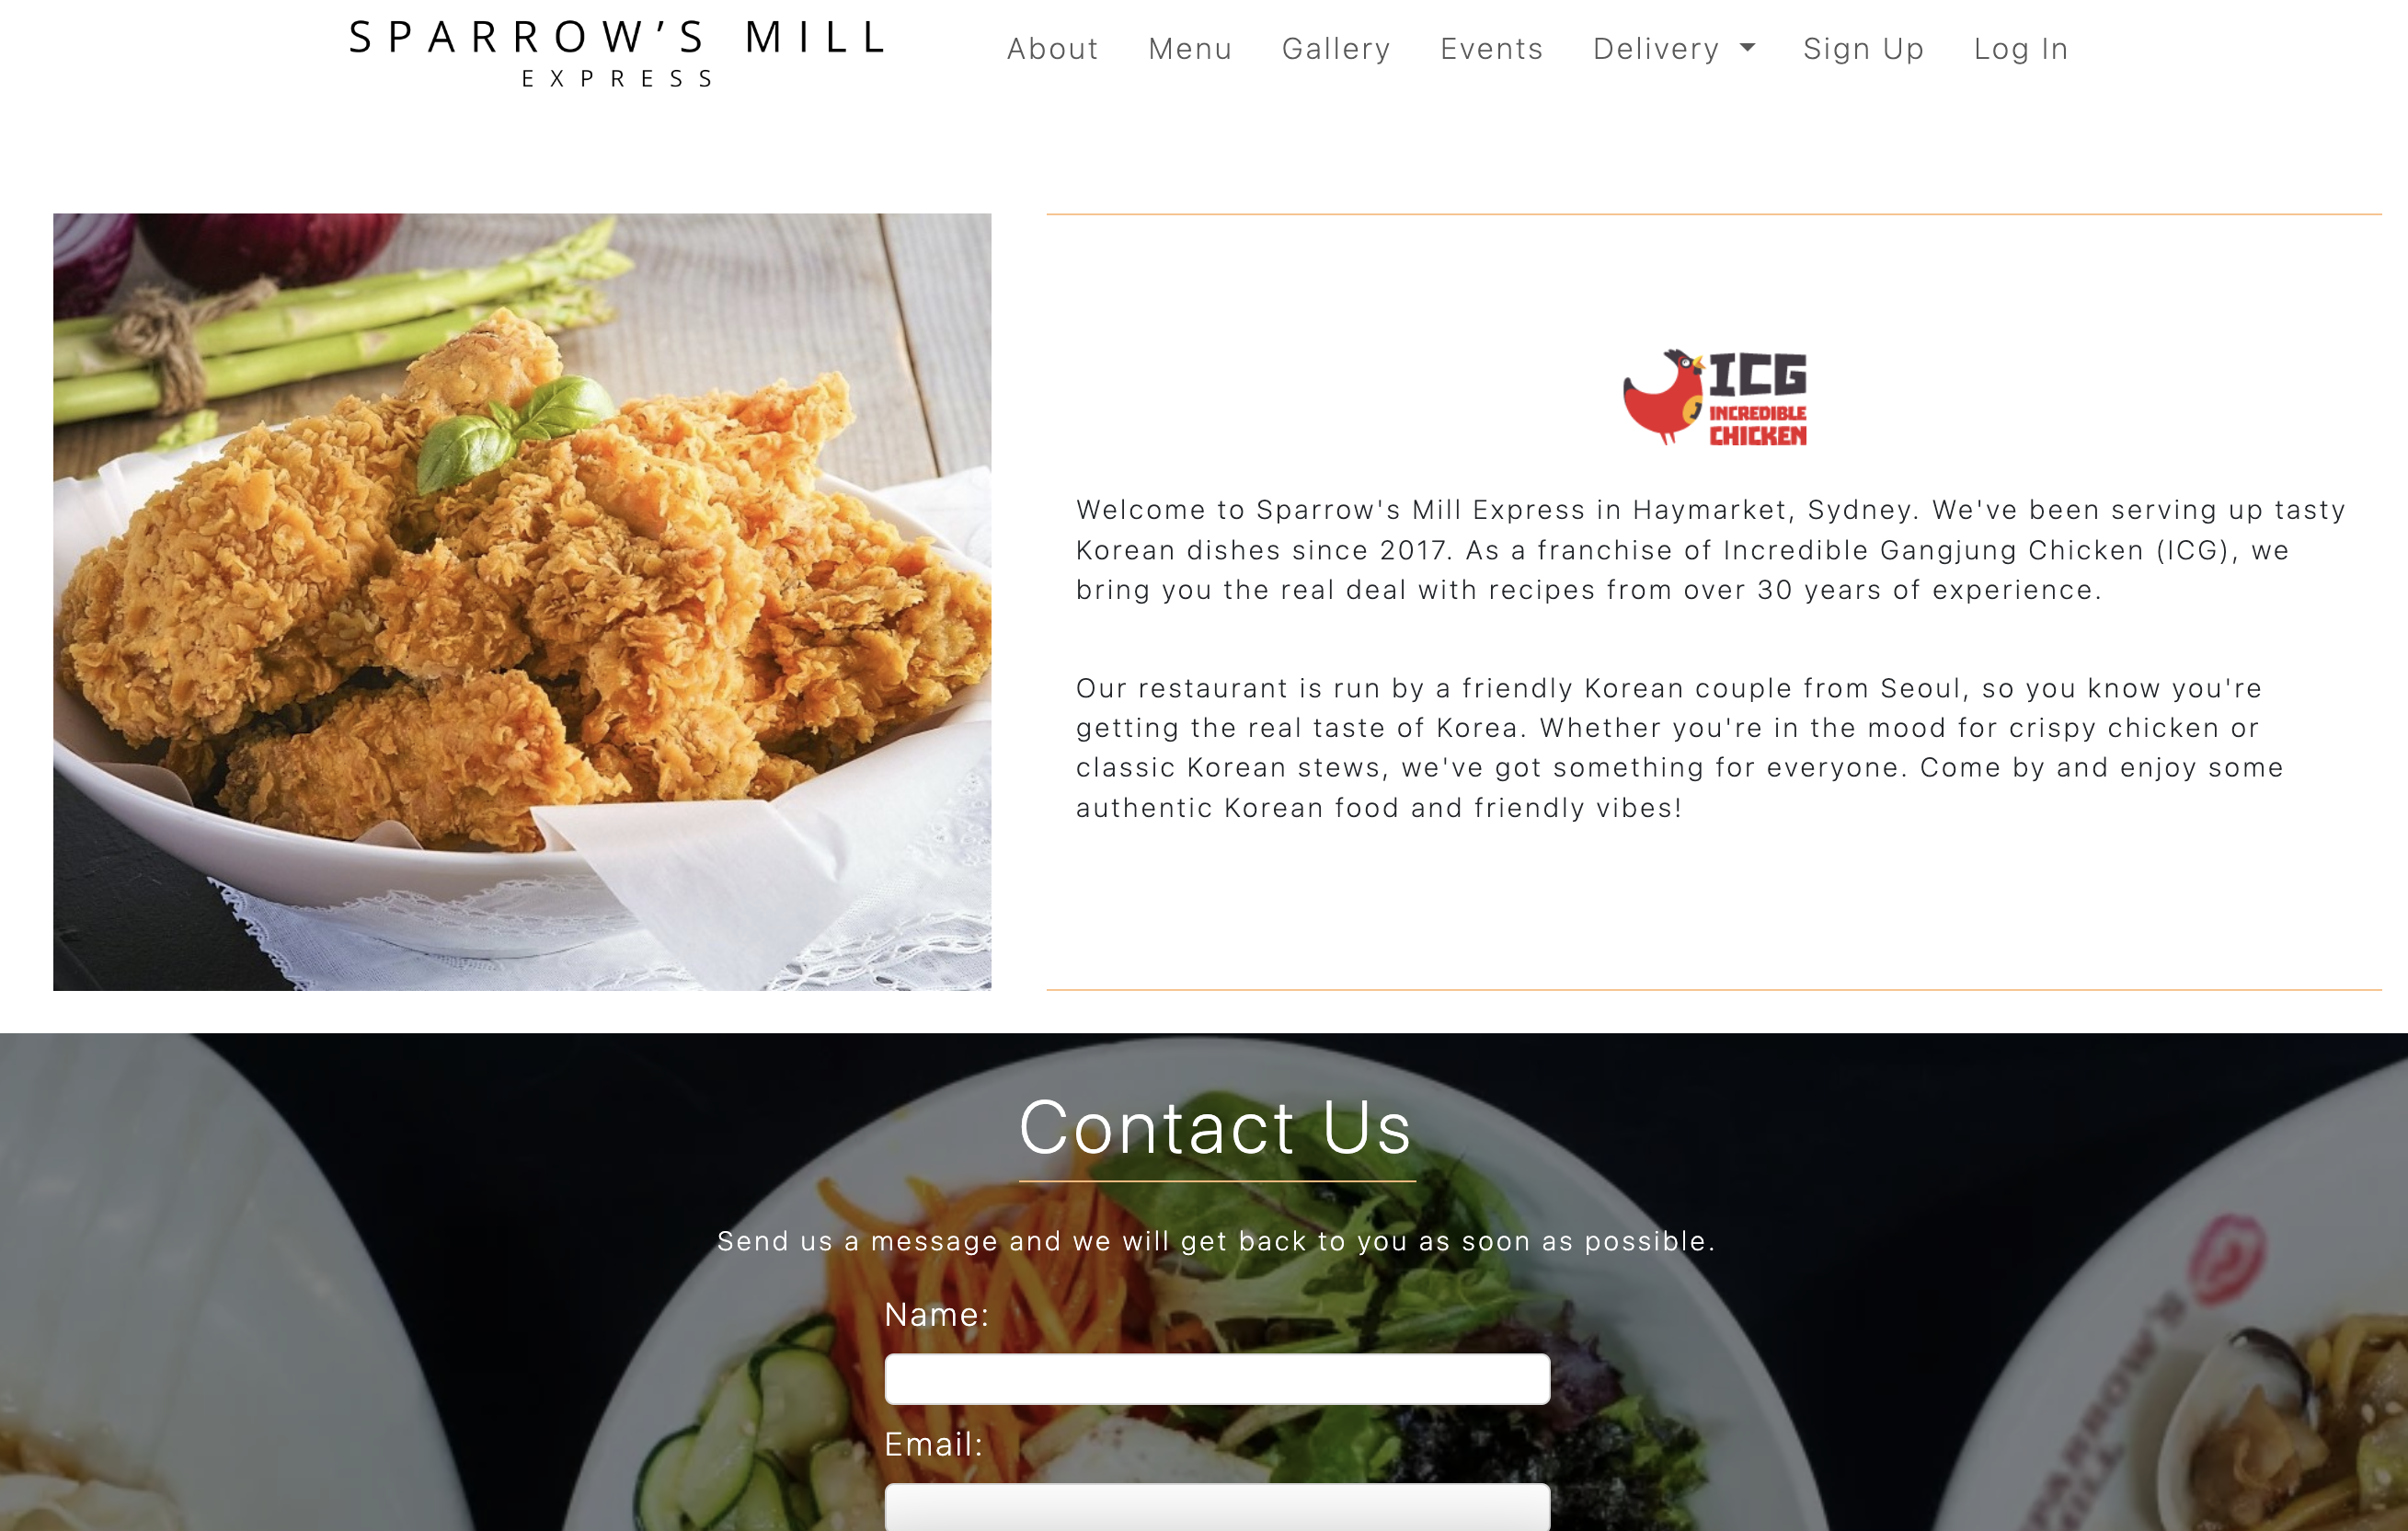 SPARROW'S MILL
EXPRESS
About Menu Gallery Events Delivery Sign Up Log In
ICG
INCREDIBLE
CHICKEN
Welcome to Sparrow's Mill Express in Haymarket, Sydney. We've been serving up tasty
Korean dishes since 2017. As a franchise of Incredible Gangjung Chicken (ICG), we
bring you the real deal with recipes from over 30 years of experience.
Our restaurant is run by a friendly Korean couple from Seoul, so you know you're
getting the real taste of Korea. Whether you're in the mood for crispy chicken or
classic Korean stews, we've got something for everyone. Come by and enjoy some
authentic Korean food and friendly vibes!
Contact Us
Send us a message and we will get back to you as soon as possible.
Name:
Email:
SPARROW'S
MILL